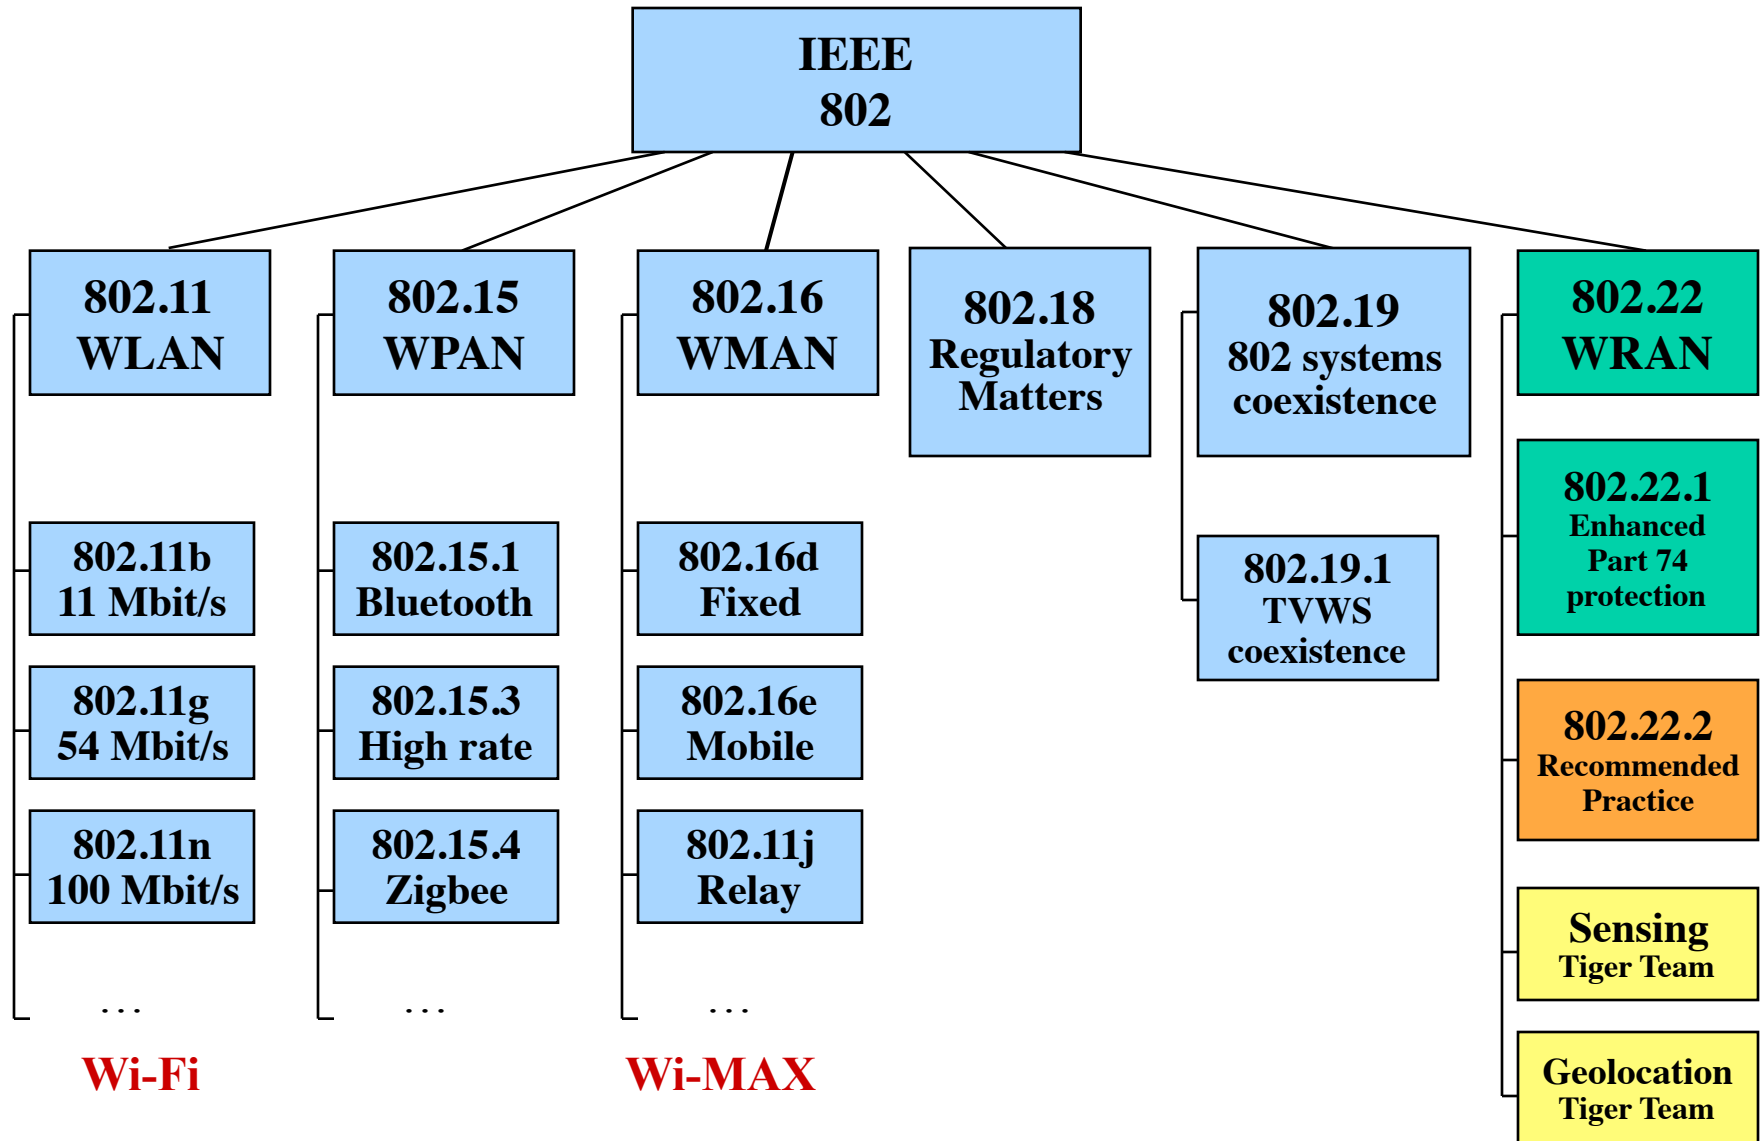 IEEE
802
802.11
WLAN
802.15
WPAN
802.16
WMAN
802.18
Regulatory
Matters
802.19
802 systems
coexistence
802.22
WRAN
802.11b
11 Mbit/s
802.11g
54 Mbit/s
802.11n
100 Mbit/s
...
Wi-Fi
802.15.1
Bluetooth
802.15.3
High rate
802.15.4
Zigbee
...
802.16d
Fixed
802.16e
Mobile
802.11j
Relay
...
Wi-MAX
802.19.1
TVWS
coexistence
802.22.1
Enhanced
Part 74
protection
802.22.2
Recommended
Practice
Sensing
Tiger Team
Geolocation
Tiger Team